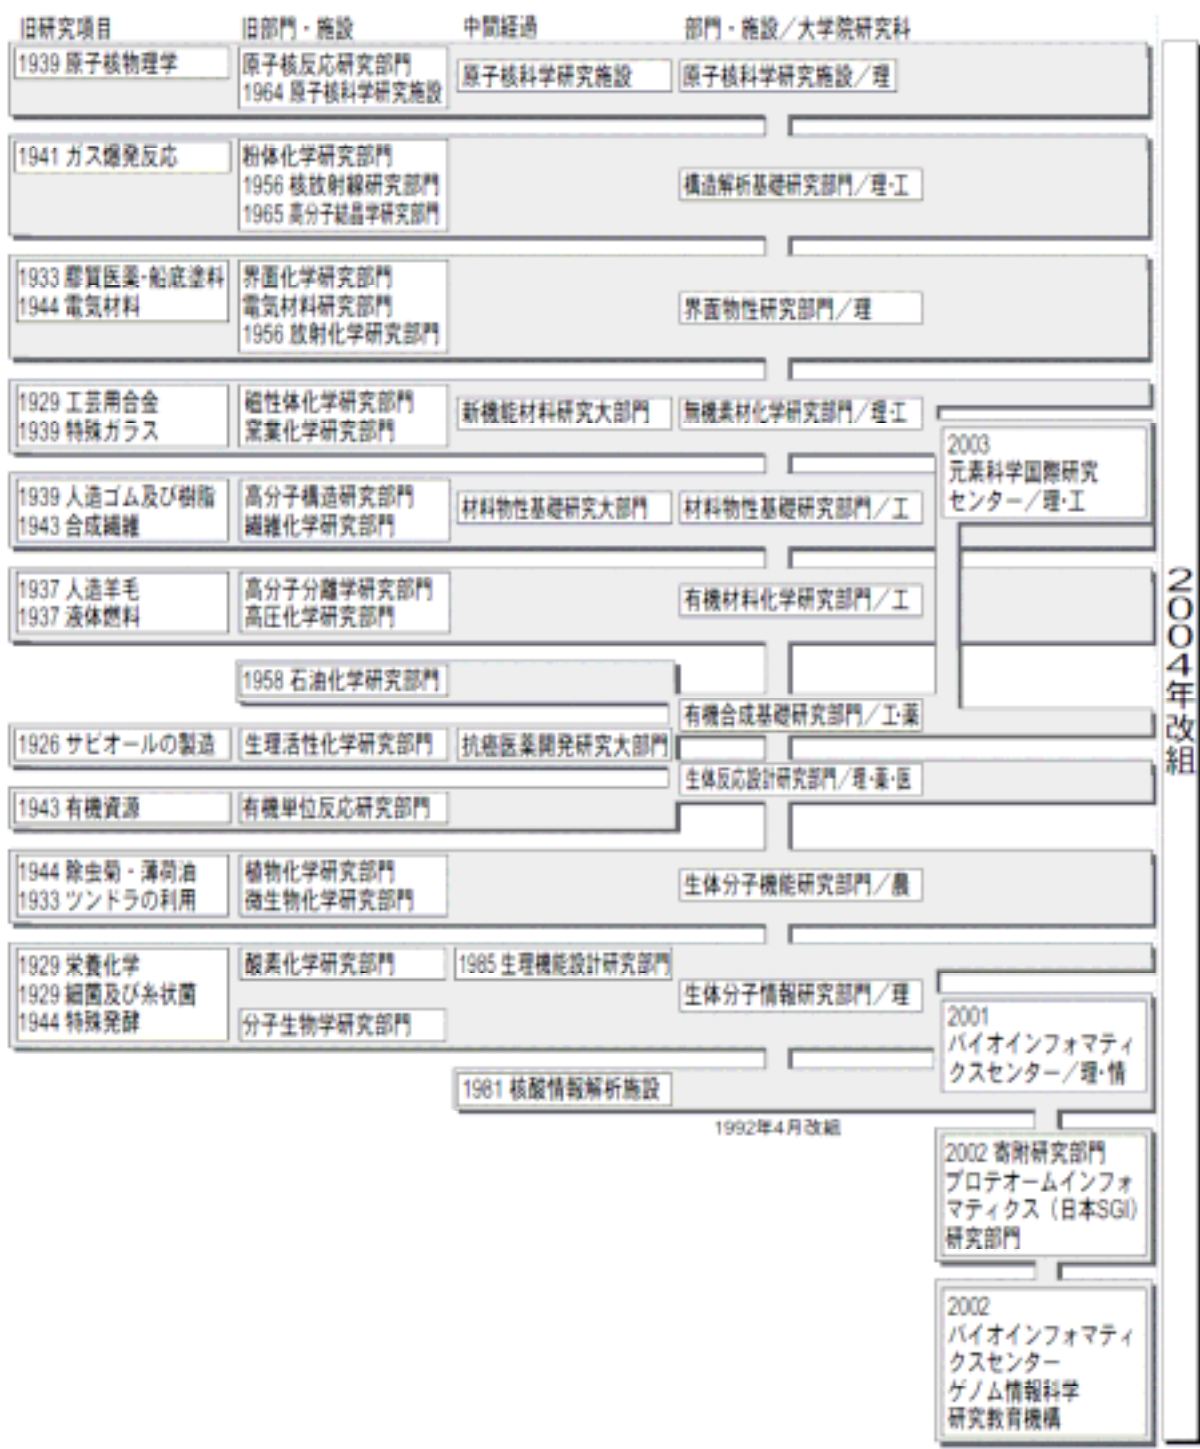 旧研究項目 旧部門・施設 中間経過 部門・施設／大学院研究科
1939 原子核物理学
原子核反応研究部門
1964 原子核科学研究施設
原子核科学研究施設
原子核科学研究施設／理
1941 ガス爆発反応
粉体化学研究部門
1956 核放射線研究部門
1965 高分子結晶学研究部門
構造解析基礎研究部門／理・工
1933 膠質医薬・船底塗料
1944 電気材料
界面化学研究部門
電気材料研究部門
1956 放射化学研究部門
界面物性研究部門／理
1929 工芸用合金
1939 特殊ガラス
磁性体化学研究部門
窯業化学研究部門
新機能材料研究大部門
無機素材化学研究部門／理・工
2003
元素科学国際研究
センター／理・工
1939 人造ゴム及び樹脂
1943 合成繊維
高分子構造研究部門
繊維化学研究部門
材料物性基礎研究大部門
材料物性基礎研究部門／工
1937 人造羊毛
1937 液体燃料
高分子分離学研究部門
高圧化学研究部門
有機材料化学研究部門／工
1958 石油化学研究部門
有機合成基礎研究部門／工・薬
1926 サビオールの製造
生理活性化学研究部門
抗癌医薬開発研究大部門
生体反応設計研究部門／理・薬・医
1943 有機資源
有機単位反応研究部門
1944 除虫菊・薄荷油
1933 ツンドラの利用
植物化学研究部門
微生物化学研究部門
生体分子機能研究部門／農
1929 栄養化学
1929 細菌及び糸状菌
1944 特殊発酵
酸素化学研究部門
分子生物学研究部門
1985 生理機能設計研究部門
生体分子情報研究部門／理
2001
バイオインフォマティ
クスセンター／理・情
1981 核酸情報解析施設
1992年4月改組
2002 寄附研究部門
プロテオームインフォ
マティクス（日本SGI）
研究部門
2002
バイオインフォマティ
クスセンター
ゲノム情報科学
研究教育機構
2004年改組